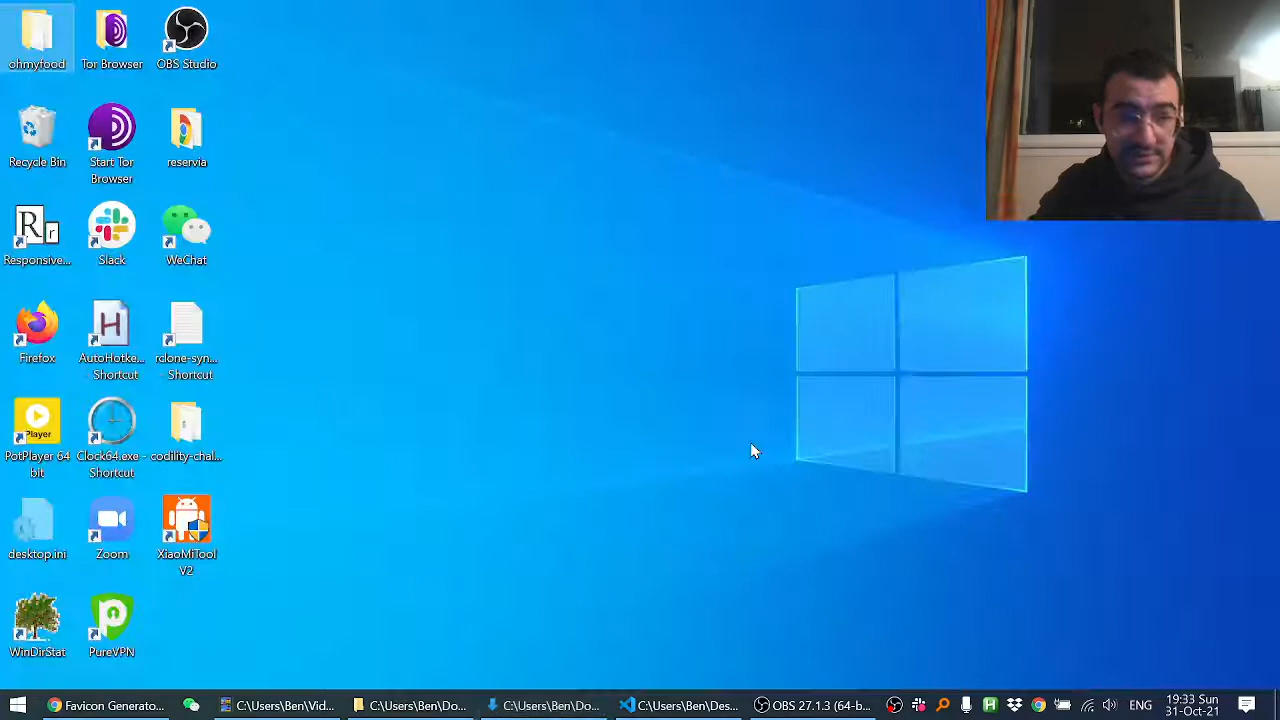 ohmyfood
Tor Browser
OBS Studio
Recycle Bin
Start Tor
Browser
reservia
Rr
Responsive...
Slack
WeChat
Firefox
H
AutoHotke...
- Shortcut
rclone-syn...
- Shortcut
Player
PotPlayer 64
bit
Clock64.exe -
Shortcut
codility-chal...
desktop.ini
Zoom
XiaoMiTool
V2
WinDirStat
PureVPN
Favicon Generato...
C:\Users\Ben\Vid...
C:\Users\Ben\Do...
C:\Users\Ben\Do...
C:\Users\Ben\Des...
OBS 27.1.3 (64-b...
H
ENG
19:33 Sun
31-Oct-21